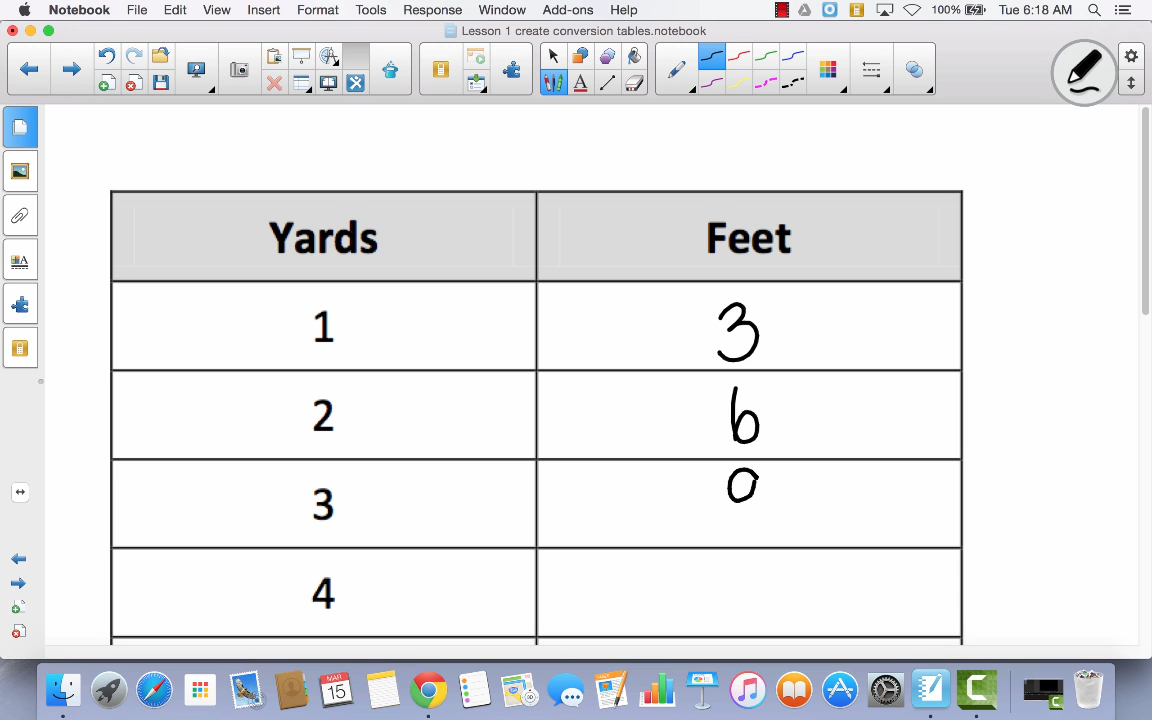 Notebook File Edit View Insert Format Tools Response Window Add-ons Help 100% Tue 6:18 AM
Lesson 1 create conversion tables.notebook
Yards Feet
1 3
2 6
3 0
4
MAR
15